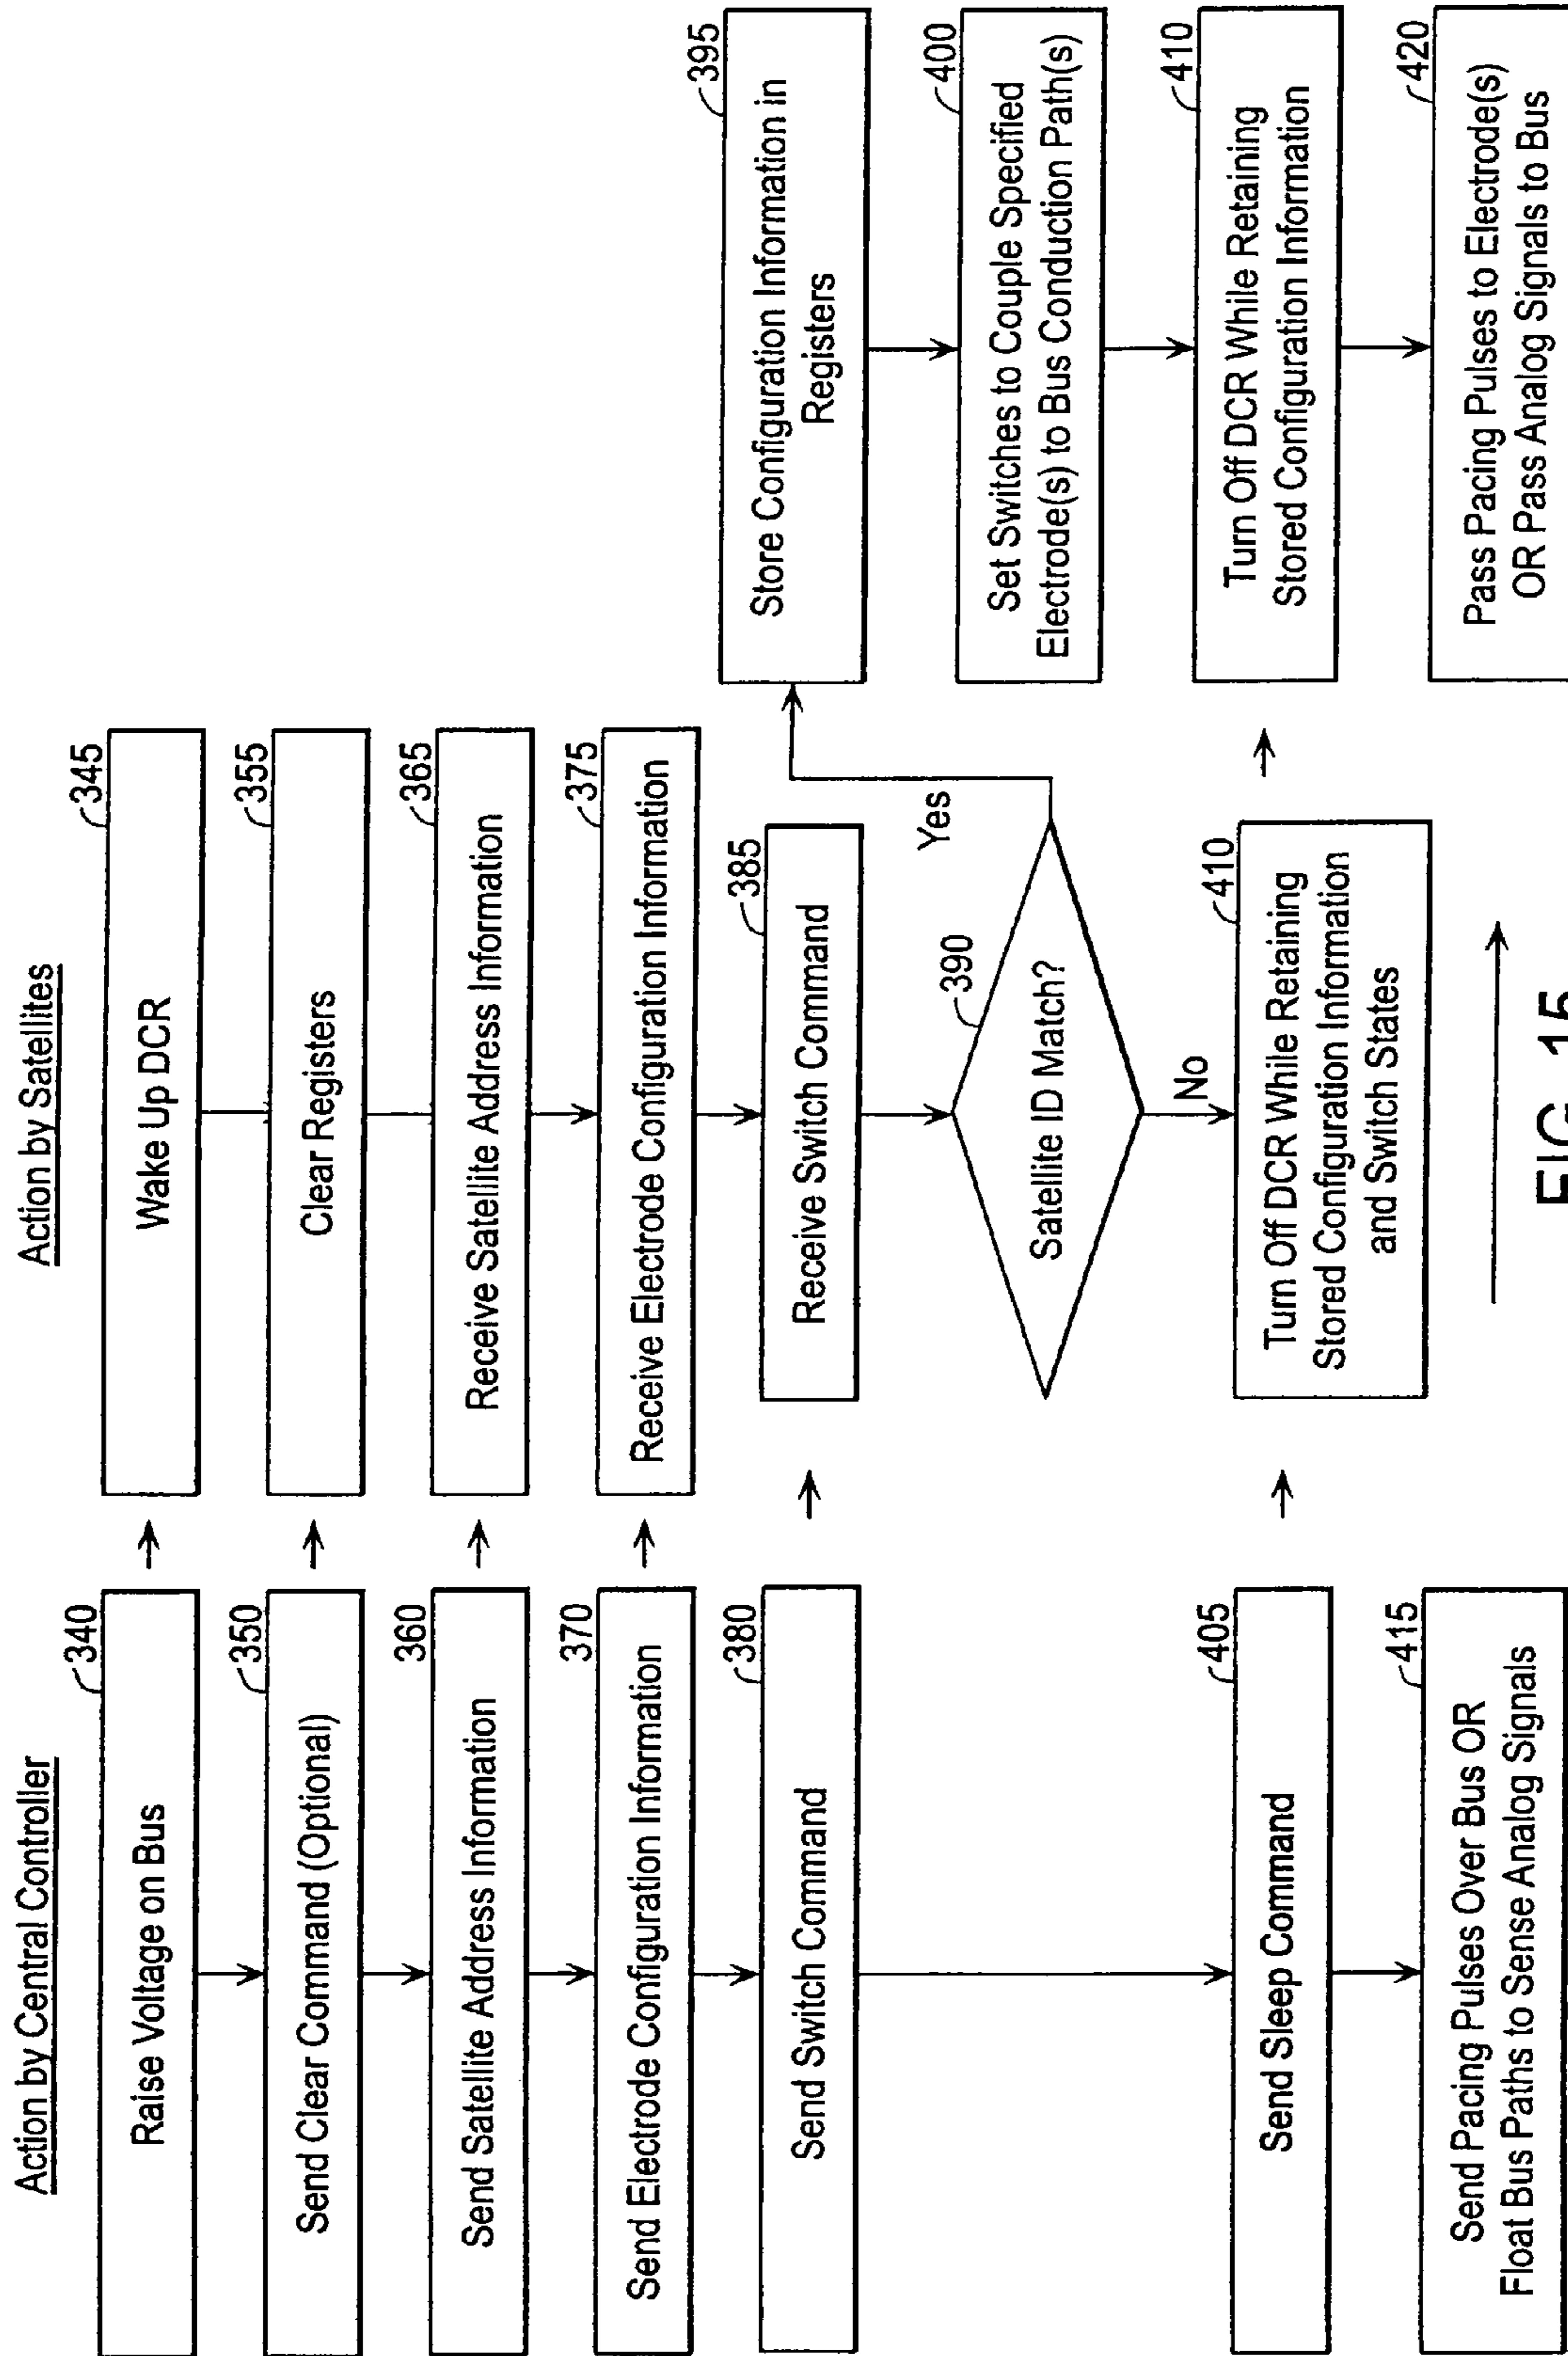 Action by Central Controller
340
Raise Voltage on Bus
350
Send Clear Command (Optional)
360
Send Satellite Address Information
370
Send Electrode Configuration Information
380
Send Switch Command
405
Send Sleep Command
415
Send Pacing Pulses Over Bus OR
Float Bus Paths to Sense Analog Signals
Action by Satellites
345
Wake Up DCR
355
Clear Registers
365
Receive Satellite Address Information
375
Receive Electrode Configuration Information
385
Receive Switch Command
390
Satellite ID Match?
Yes
No
410
Turn Off DCR While Retaining
Stored Configuration Information
and Switch States
395
Store Configuration Information in
Registers
400
Set Switches to Couple Specified
Electrode(s) to Bus Conduction Path(s)
410
Turn Off DCR While Retaining
Stored Configuration Information
420
Pass Pacing Pulses to Electrode(s)
OR Pass Analog Signals to Bus
FIG. 15